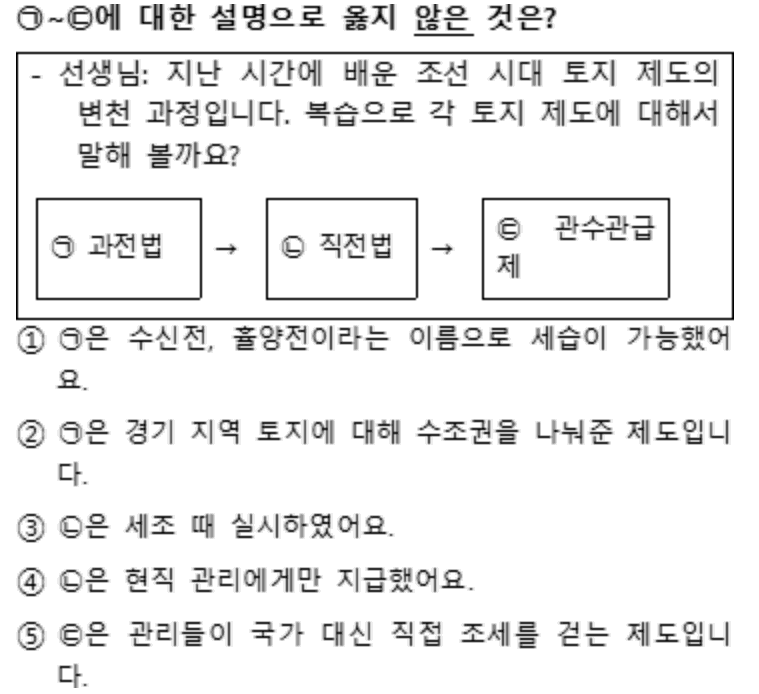 ㉠~㉢에 대한 설명으로 옳지 않은 것은?
- 선생님: 지난 시간에 배운 조선 시대 토지 제도의
변천 과정입니다. 복습으로 각 토지 제도에 대해서
말해 볼까요?
㉠ 과전법 → ㉡ 직전법 → ㉢ 관수관급
제
① ㉠은 수신전, 휼양전이라는 이름으로 세습이 가능했어
요.
② ㉠은 경기 지역 토지에 대해 수조권을 나눠준 제도입니
다.
③ ㉡은 세조 때 실시하였어요.
④ ㉡은 현직 관리에게만 지급했어요.
⑤ ㉢은 관리들이 국가 대신 직접 조세를 걷는 제도입니
다.